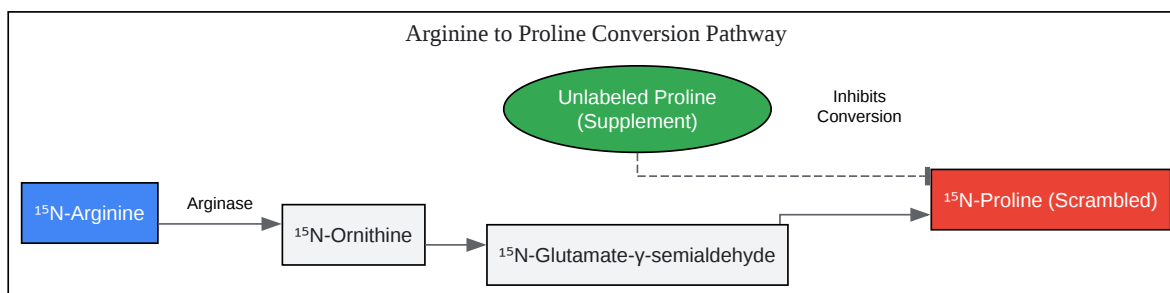 Arginine to Proline Conversion Pathway
Unlabeled Proline
(Supplement)
Inhibits
Conversion
¹⁵N-Arginine
Arginase
¹⁵N-Ornithine
¹⁵N-Glutamate-γ-semialdehyde
¹⁵N-Proline (Scrambled)